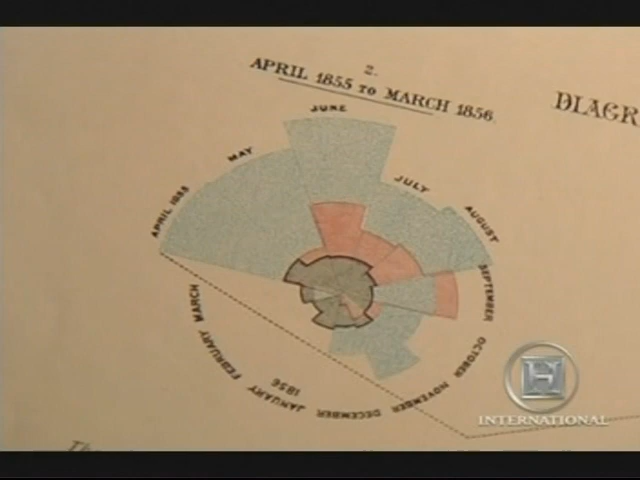 2.
APRIL 1855 TO MARCH 1856.
DIAGR
JUNE
MAY
JULY
APRIL 1855
AUGUST
SEPTEMBER
MARCH
OCTOBER
FEBRUARY
NOVEMBER
JANUARY
DECEMBER
1856
H
INTERNATIONAL